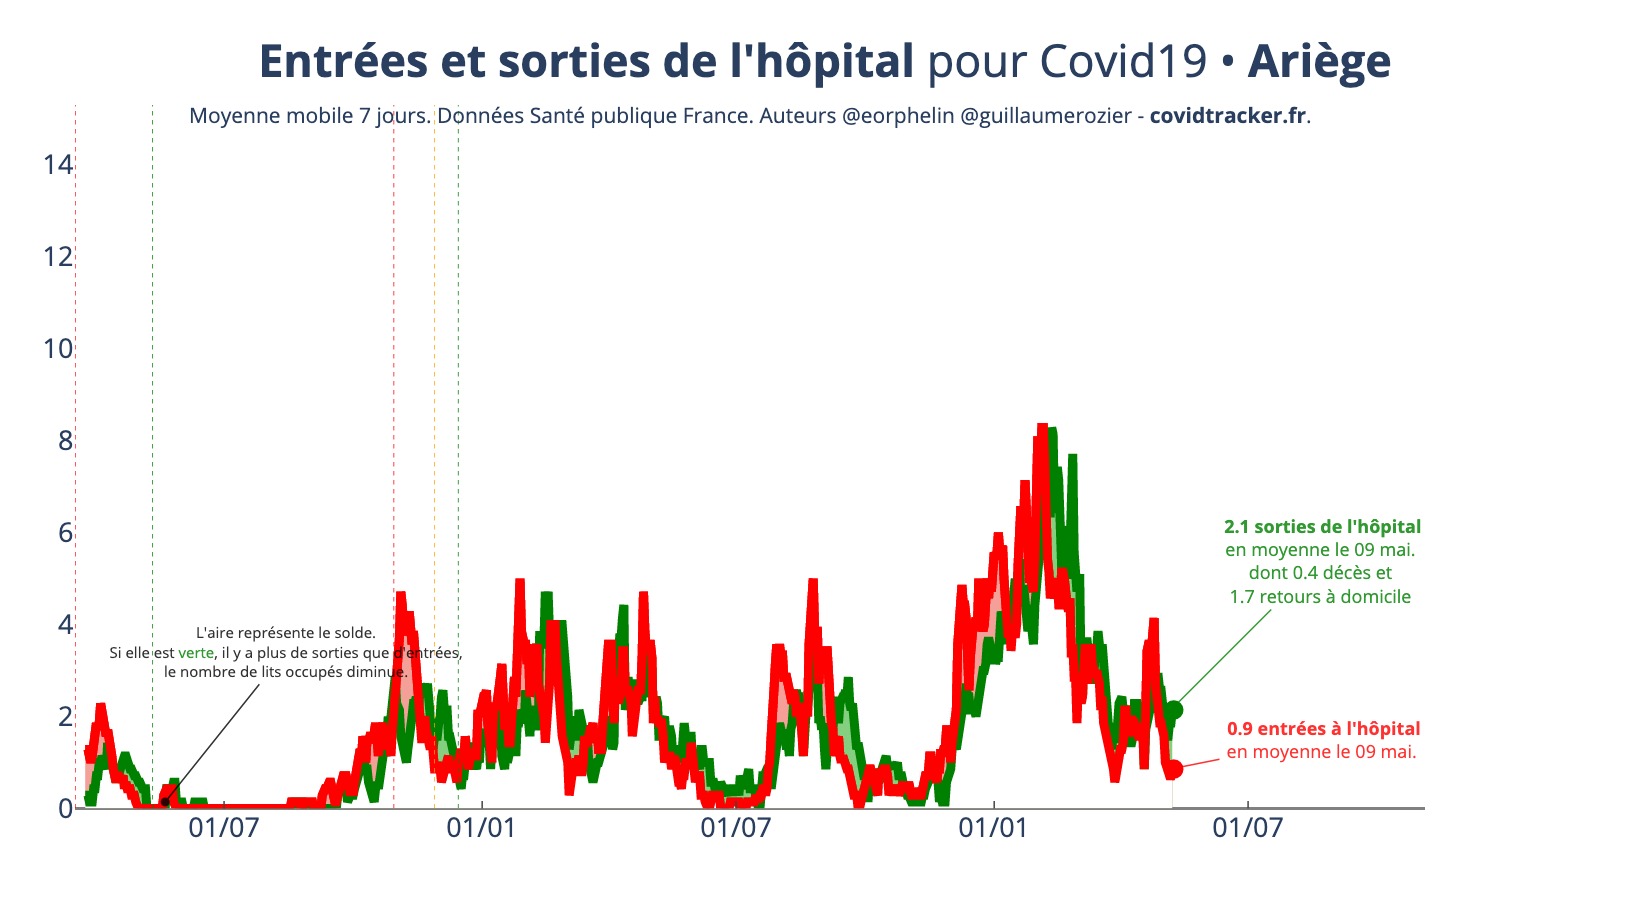 Entrées et sorties de l'hôpital pour Covid19 • Ariège
Moyenne mobile 7 jours. Données Santé publique France. Auteurs @eorphelin @guillaumerozier - covidtracker.fr.
14
12
10
8
6
4
2
0
L'aire représente le solde.
Si elle est verte, il y a plus de sorties que d'entrées,
le nombre de lits occupés diminue.
2.1 sorties de l'hôpital
en moyenne le 09 mai.
dont 0.4 décès et
1.7 retours à domicile
0.9 entrées à l'hôpital
en moyenne le 09 mai.
01/07 01/01 01/07 01/01 01/07